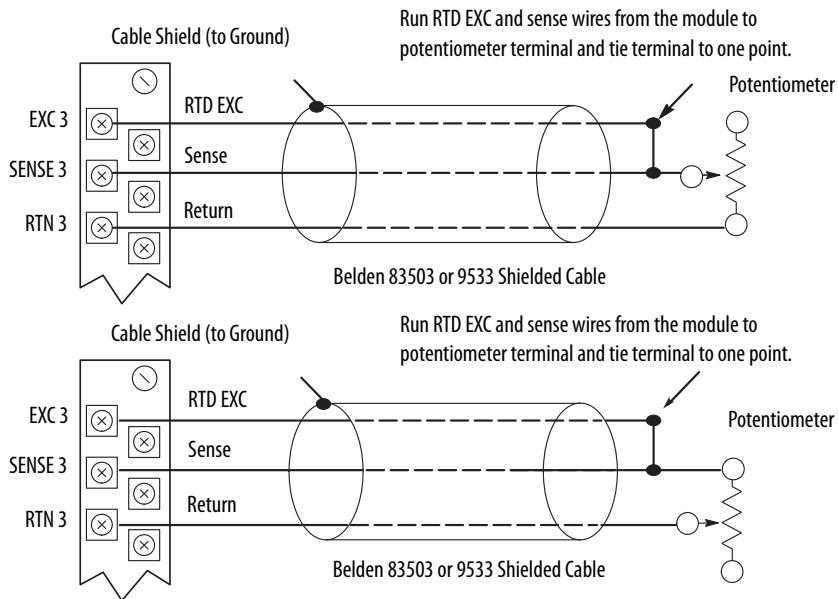 Cable Shield (to Ground)
Run RTD EXC and sense wires from the module to
potentiometer terminal and tie terminal to one point.
Potentiometer
RTD EXC
EXC 3
Sense
SENSE 3
Return
RTN 3
Belden 83503 or 9533 Shielded Cable
Cable Shield (to Ground)
Run RTD EXC and sense wires from the module to
potentiometer terminal and tie terminal to one point.
RTD EXC
EXC 3
Potentiometer
Sense
SENSE 3
Return
RTN 3
Belden 83503 or 9533 Shielded Cable